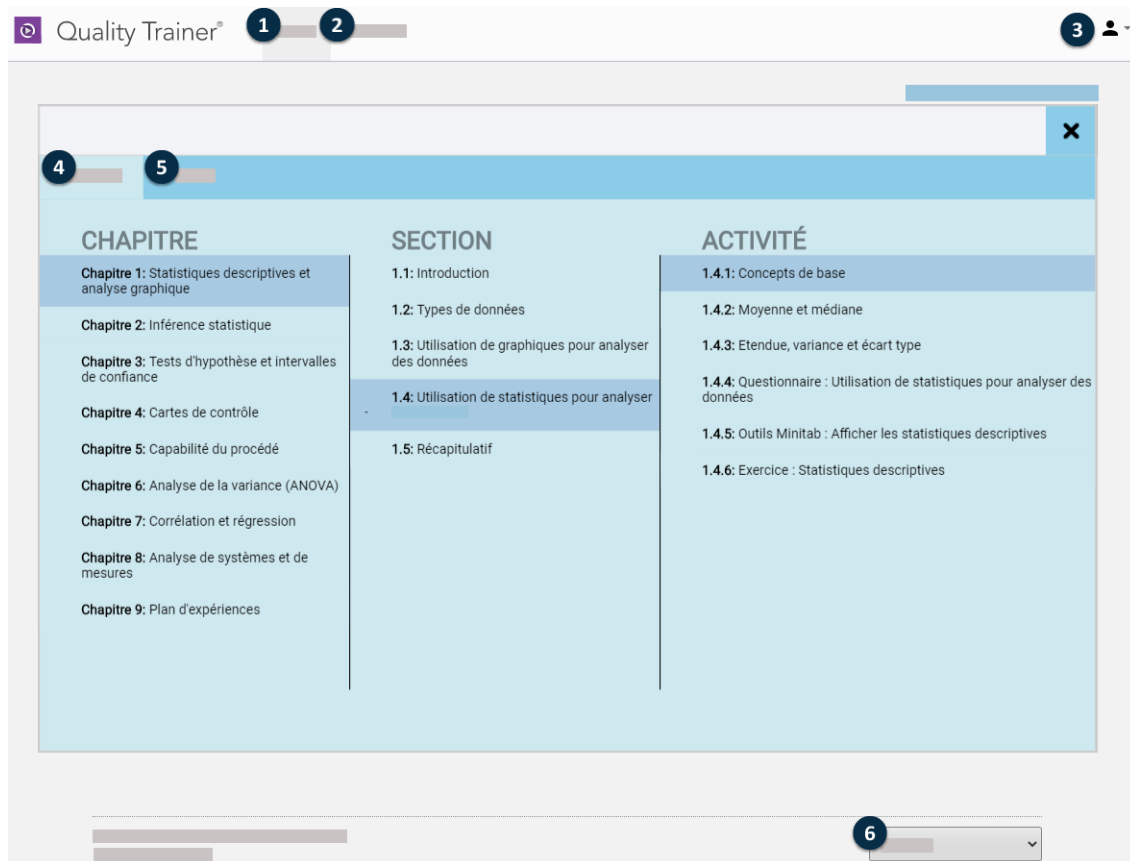 Quality Trainer®
1
2
3
4
5
CHAPITRE
Chapitre 1: Statistiques descriptives et
analyse graphique
Chapitre 2: Inférence statistique
Chapitre 3: Tests d'hypothèse et intervalles
de confiance
Chapitre 4: Cartes de contrôle
Chapitre 5: Capabilité du procédé
Chapitre 6: Analyse de la variance (ANOVA)
Chapitre 7: Corrélation et régression
Chapitre 8: Analyse de systèmes et de
mesures
Chapitre 9: Plan d'expériences
SECTION
1.1: Introduction
1.2: Types de données
1.3: Utilisation de graphiques pour analyser
des données
1.4: Utilisation de statistiques pour analyser
1.5: Récapitulatif
ACTIVITÉ
1.4.1: Concepts de base
1.4.2: Moyenne et médiane
1.4.3: Etendue, variance et écart type
1.4.4: Questionnaire : Utilisation de statistiques pour analyser des
données
1.4.5: Outils Minitab : Afficher les statistiques descriptives
1.4.6: Exercice : Statistiques descriptives
6